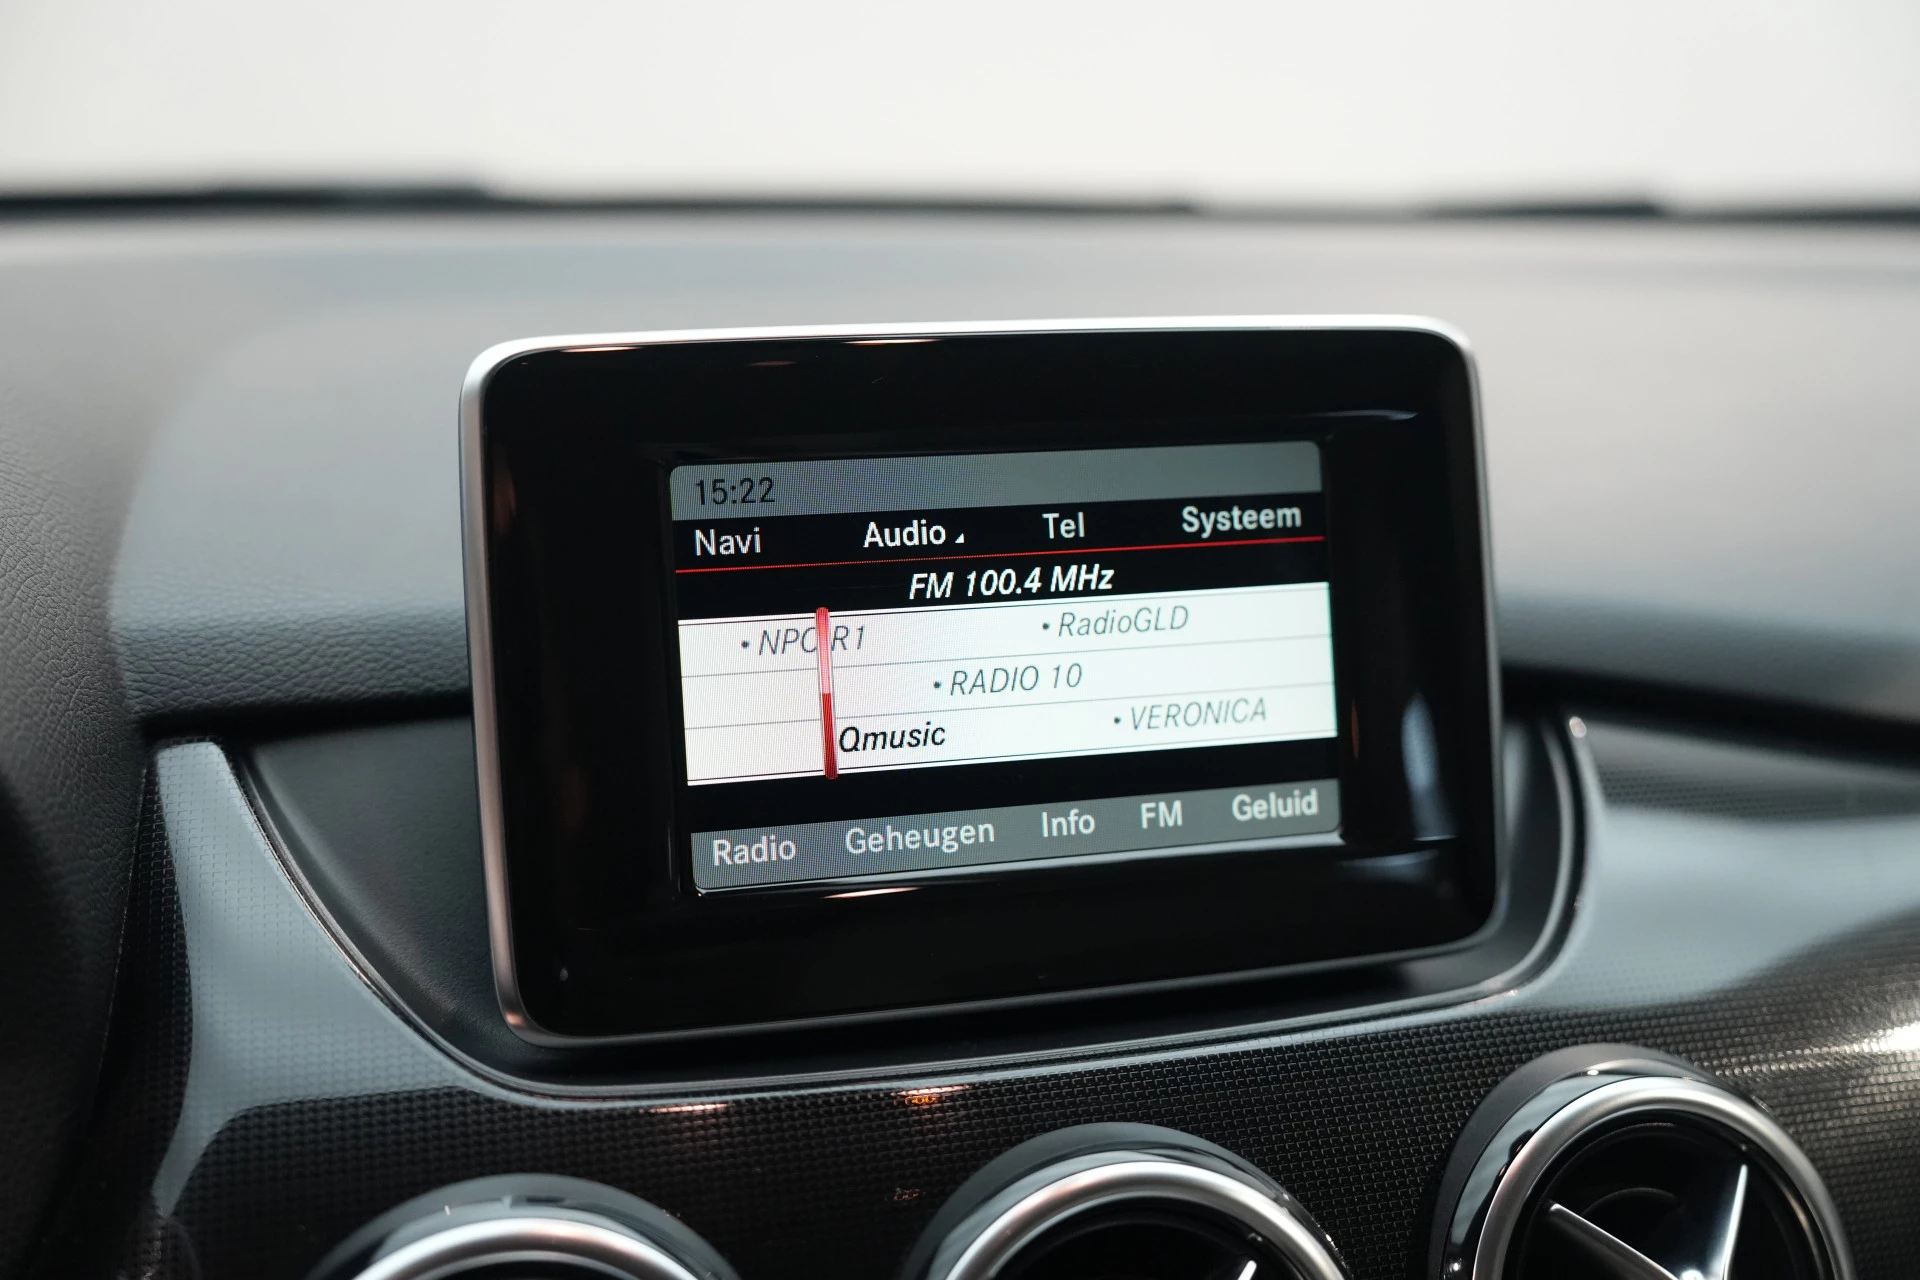 15:22
Navi Audio Tel Systeem
FM 100.4 MHz
• NPO R1 • RadioGLD
• RADIO 10
Qmusic • VERONICA
Radio Geheugen Info FM Geluid